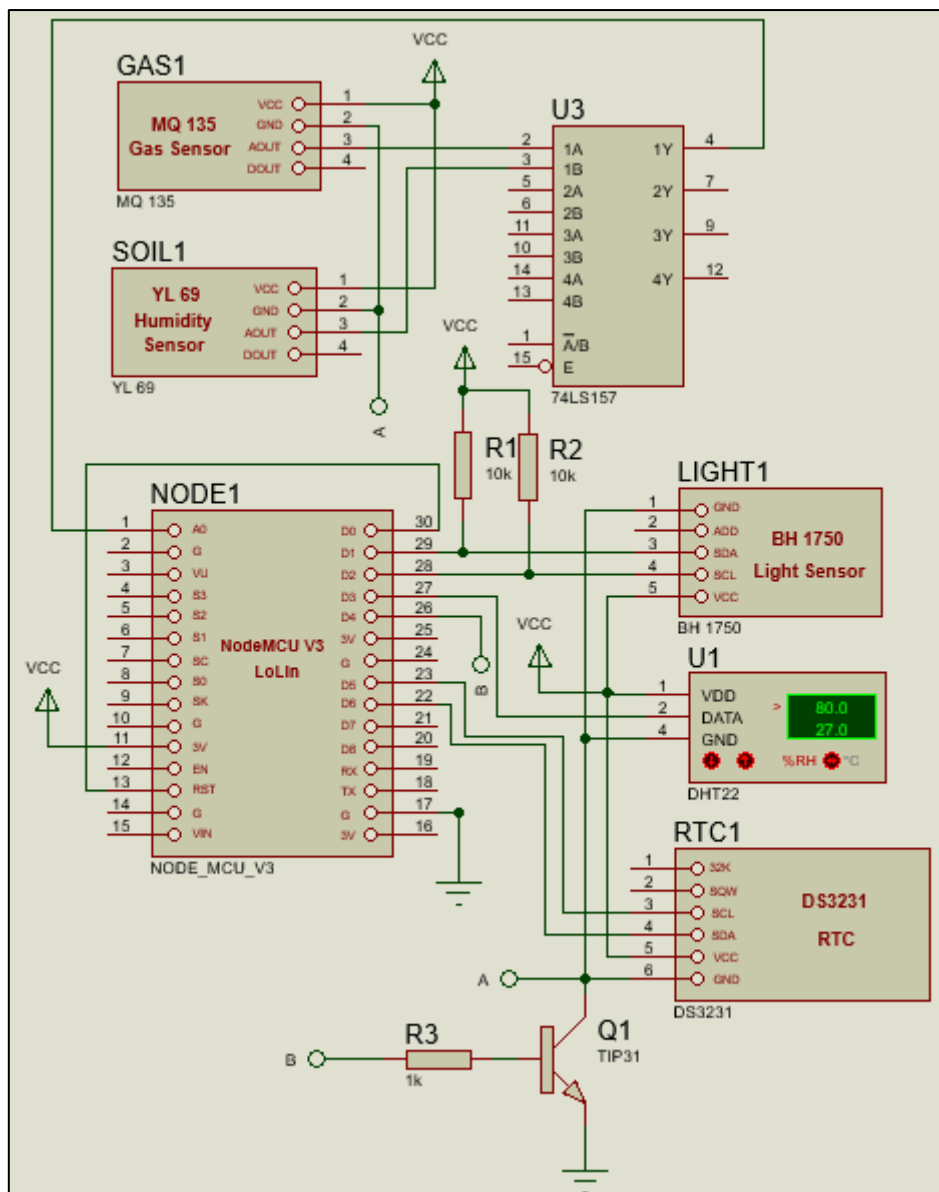 VCC
GAS1
MQ 135
Gas Sensor
VCC 1
GND 2
AOUT 3
DOUT 4
MQ 135
U3
2 1A 1Y 4
3 1B
5 2A 2Y 7
6 2B
11 3A 3Y 9
10 3B
14 4A 4Y 12
13 4B
1 A/B
15 E
74LS157
SOIL1
YL 69
Humidity
Sensor
VCC 1
GND 2
AOUT 3
DOUT 4
YL 69
A
VCC
R1
10k
R2
10k
NODE1
NodeMCU V3
LoLin
1 A0 D0 30
2 G D1 29
3 VU D2 28
4 S3 D3 27
5 S2 D4 26
6 S1 3V 25
7 SC G 24
8 S0 D5 23
9 SK D6 22
10 G D7 21
11 3V D8 20
12 EN RX 19
13 RST TX 18
14 G G 17
15 VIN 3V 16
NODE_MCU_V3
VCC
B
LIGHT1
BH 1750
Light Sensor
1 GND
2 ADD
3 SDA
4 SCL
5 VCC
BH 1750
VCC
U1
1 VDD
2 DATA
4 GND
> 80.0
27.0
%RH °C
DHT22
RTC1
DS3231
RTC
1 32K
2 SQW
3 SCL
4 SDA
5 VCC
6 GND
DS3231
A
B
R3
1k
Q1
TIP31